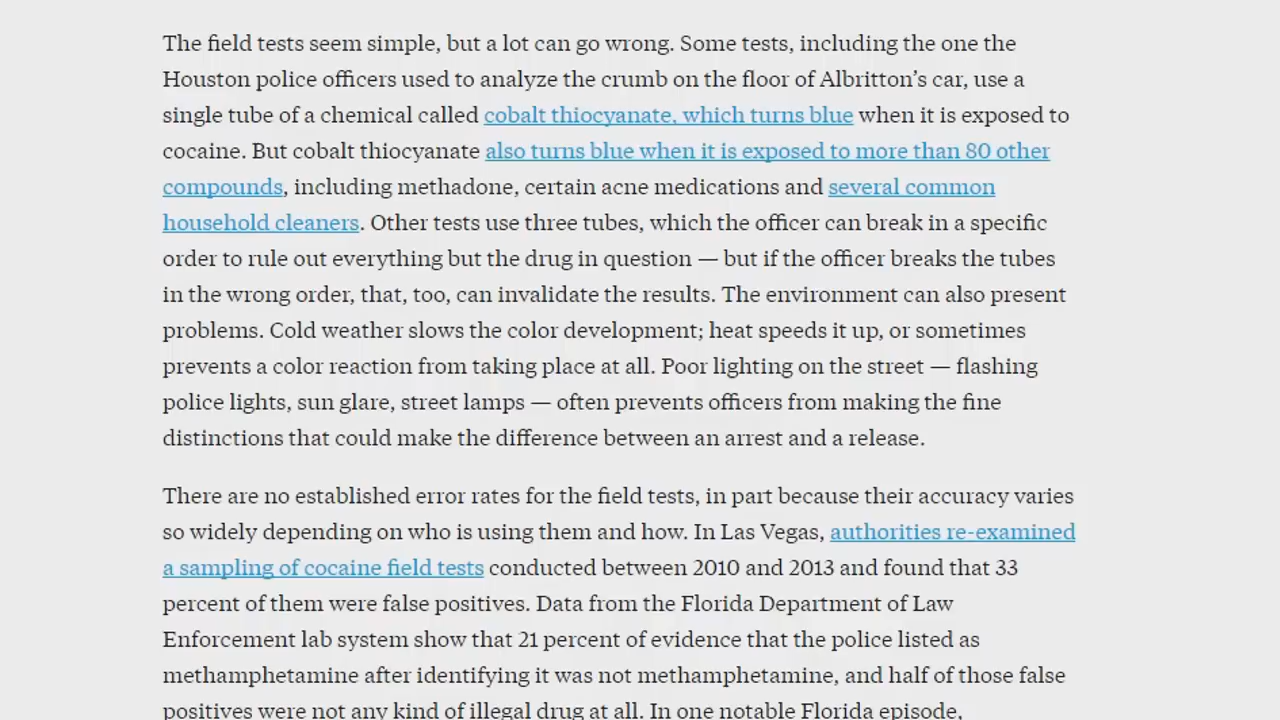 The field tests seem simple, but a lot can go wrong. Some tests, including the one the
Houston police officers used to analyze the crumb on the floor of Albritton’s car, use a
single tube of a chemical called cobalt thiocyanate, which turns blue when it is exposed to
cocaine. But cobalt thiocyanate also turns blue when it is exposed to more than 80 other
compounds, including methadone, certain acne medications and several common
household cleaners. Other tests use three tubes, which the officer can break in a specific
order to rule out everything but the drug in question — but if the officer breaks the tubes
in the wrong order, that, too, can invalidate the results. The environment can also present
problems. Cold weather slows the color development; heat speeds it up, or sometimes
prevents a color reaction from taking place at all. Poor lighting on the street — flashing
police lights, sun glare, street lamps — often prevents officers from making the fine
distinctions that could make the difference between an arrest and a release.
There are no established error rates for the field tests, in part because their accuracy varies
so widely depending on who is using them and how. In Las Vegas, authorities re-examined
a sampling of cocaine field tests conducted between 2010 and 2013 and found that 33
percent of them were false positives. Data from the Florida Department of Law
Enforcement lab system show that 21 percent of evidence that the police listed as
methamphetamine after identifying it was not methamphetamine, and half of those false
positives were not any kind of illegal drug at all. In one notable Florida episode,